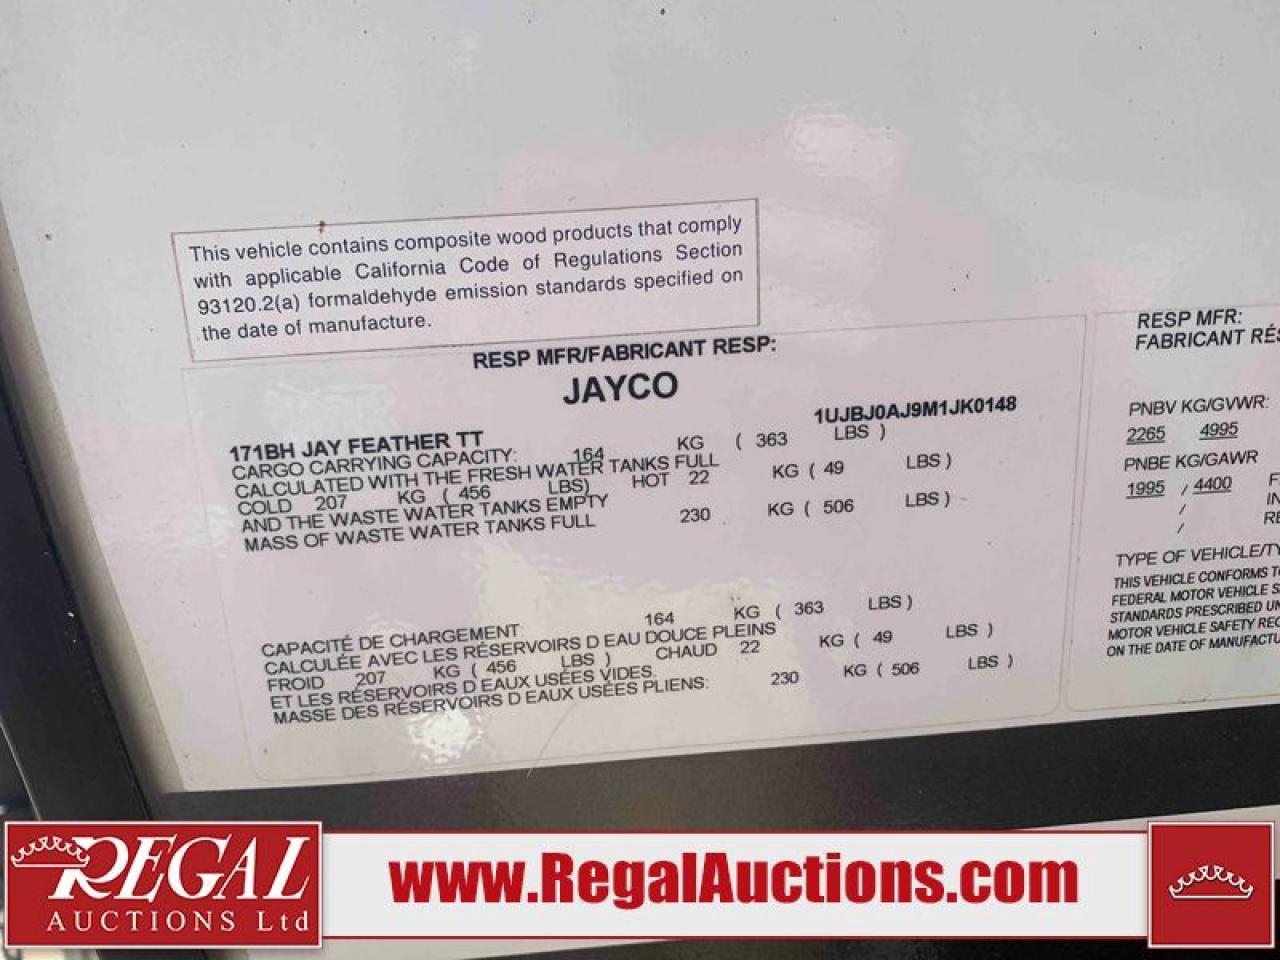 This vehicle contains composite wood products that comply
with applicable California Code of Regulations Section
93120.2(a) formaldehyde emission standards specified on
the date of manufacture.
RESP MFR/FABRICANT RESP:
JAYCO
171BH JAY FEATHER TT 1UJBJ0AJ9M1JK0148
CARGO CARRYING CAPACITY: 164 KG ( 363 LBS )
CALCULATED WITH THE FRESH WATER TANKS FULL
COLD 207 KG ( 456 LBS) HOT 22 KG ( 49 LBS )
AND THE WASTE WATER TANKS EMPTY
MASS OF WASTE WATER TANKS FULL 230 KG ( 506 LBS )
CAPACITÉ DE CHARGEMENT 164 KG ( 363 LBS )
CALCULÉE AVEC LES RÉSERVOIRS D EAU DOUCE PLEINS
FROID 207 KG ( 456 LBS ) CHAUD 22 KG ( 49 LBS )
ET LES RÉSERVOIRS D EAUX USÉES VIDES
MASSE DES RÉSERVOIRS D EAUX USÉES PLIENS: 230 KG ( 506 LBS )
RESP MFR:
FABRICANT RÉS
PNBV KG/GVWR:
2265 4995
PNBE KG/GAWR
1995 / 4400
/
/
TYPE OF VEHICLE/TY
THIS VEHICLE CONFORMS T
FEDERAL MOTOR VEHICLE S
STANDARDS PRESCRIBED UN
MOTOR VEHICLE SAFETY REG
ON THE DATE OF MANUFACTU
REGAL
AUCTIONS Ltd
www.RegalAuctions.com